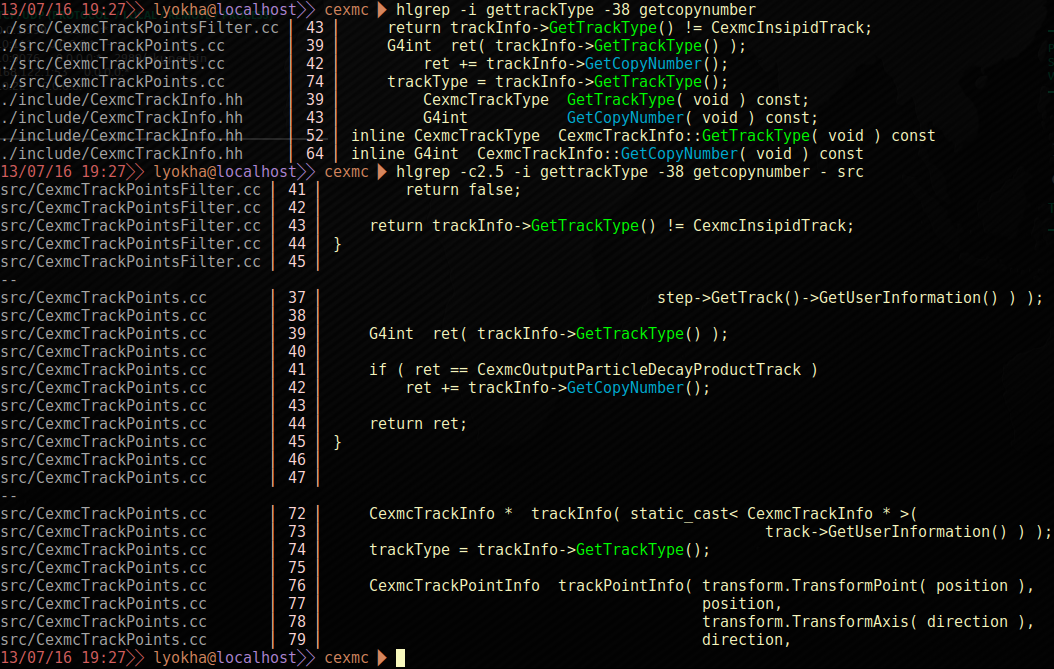 13/07/16 19:27>> lyokha@localhost>> cexmc hlgrep -i gettrackType -38 getcopynumber
./src/CexmcTrackPointsFilter.cc | 43 | return trackInfo->GetTrackType() != CexmcInsipidTrack;
./src/CexmcTrackPoints.cc | 39 | G4int ret( trackInfo->GetTrackType() );
./src/CexmcTrackPoints.cc | 42 | ret += trackInfo->GetCopyNumber();
./src/CexmcTrackPoints.cc | 74 | trackType = trackInfo->GetTrackType();
./include/CexmcTrackInfo.hh | 39 | CexmcTrackType GetTrackType( void ) const;
./include/CexmcTrackInfo.hh | 43 | G4int GetCopyNumber( void ) const;
./include/CexmcTrackInfo.hh | 52 | inline CexmcTrackType CexmcTrackInfo::GetTrackType( void ) const
./include/CexmcTrackInfo.hh | 64 | inline G4int CexmcTrackInfo::GetCopyNumber( void ) const
13/07/16 19:27>> lyokha@localhost>> cexmc hlgrep -c2.5 -i gettrackType -38 getcopynumber - src
src/CexmcTrackPointsFilter.cc | 41 | return false;
src/CexmcTrackPointsFilter.cc | 42 |
src/CexmcTrackPointsFilter.cc | 43 | return trackInfo->GetTrackType() != CexmcInsipidTrack;
src/CexmcTrackPointsFilter.cc | 44 | }
src/CexmcTrackPointsFilter.cc | 45 |
--
src/CexmcTrackPoints.cc | 37 | step->GetTrack()->GetUserInformation() ) );
src/CexmcTrackPoints.cc | 38 |
src/CexmcTrackPoints.cc | 39 | G4int ret( trackInfo->GetTrackType() );
src/CexmcTrackPoints.cc | 40 |
src/CexmcTrackPoints.cc | 41 | if ( ret == CexmcOutputParticleDecayProductTrack )
src/CexmcTrackPoints.cc | 42 | ret += trackInfo->GetCopyNumber();
src/CexmcTrackPoints.cc | 43 |
src/CexmcTrackPoints.cc | 44 | return ret;
src/CexmcTrackPoints.cc | 45 | }
src/CexmcTrackPoints.cc | 46 |
src/CexmcTrackPoints.cc | 47 |
--
src/CexmcTrackPoints.cc | 72 | CexmcTrackInfo * trackInfo( static_cast< CexmcTrackInfo * >(
src/CexmcTrackPoints.cc | 73 | track->GetUserInformation() ) );
src/CexmcTrackPoints.cc | 74 | trackType = trackInfo->GetTrackType();
src/CexmcTrackPoints.cc | 75 |
src/CexmcTrackPoints.cc | 76 | CexmcTrackPointInfo trackPointInfo( transform.TransformPoint( position ),
src/CexmcTrackPoints.cc | 77 | position,
src/CexmcTrackPoints.cc | 78 | transform.TransformAxis( direction ),
src/CexmcTrackPoints.cc | 79 | direction,
13/07/16 19:27>> lyokha@localhost>> cexmc